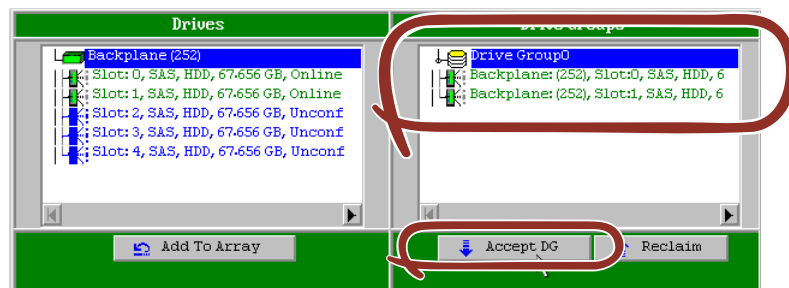 Drives
Backplane (252)
Slot: 0, SAS, HDD, 67.656 GB, Online
Slot: 1, SAS, HDD, 67.656 GB, Online
Slot: 2, SAS, HDD, 67.656 GB, Unconf
Slot: 3, SAS, HDD, 67.656 GB, Unconf
Slot: 4, SAS, HDD, 67.656 GB, Unconf
Add To Array
Drive Groups
Drive Group0
Backplane: (252), Slot:0, SAS, HDD, 6
Backplane: (252), Slot:1, SAS, HDD, 6
Accept DG
Reclaim